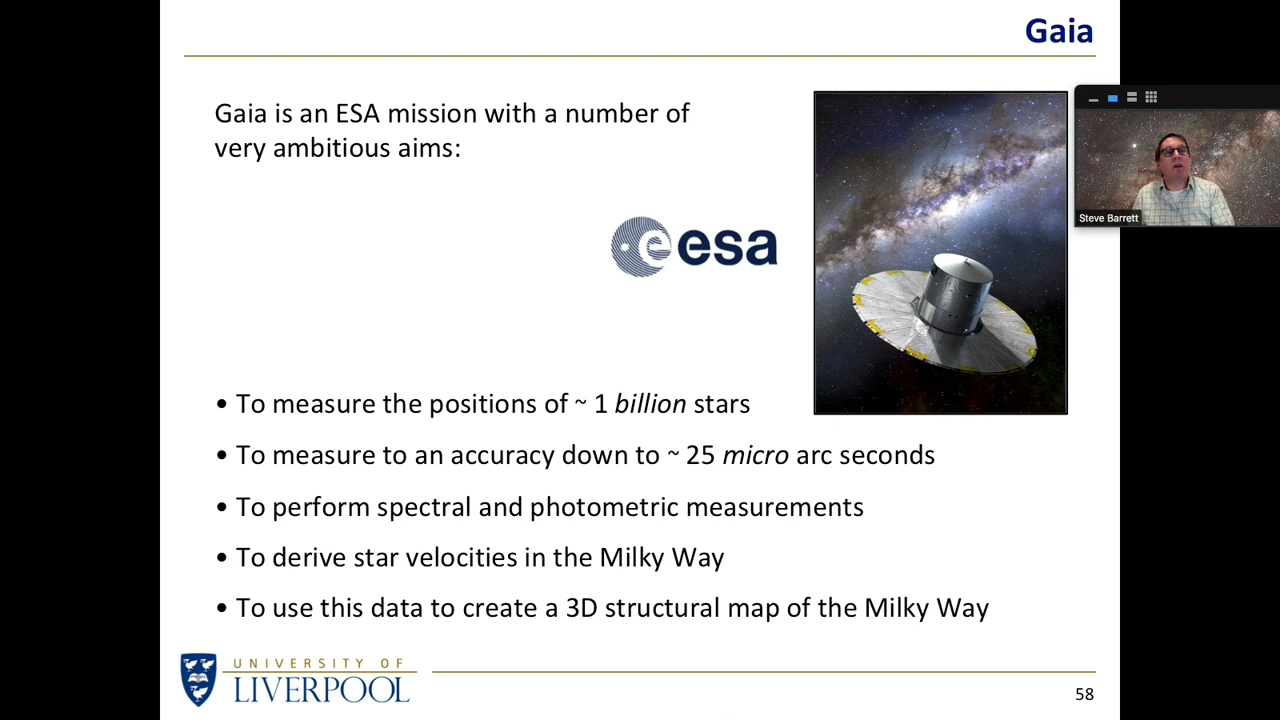 Gaia
Gaia is an ESA mission with a number of
very ambitious aims:
esa
Steve Barrett
• To measure the positions of ~ 1 billion stars
• To measure to an accuracy down to ~ 25 micro arc seconds
• To perform spectral and photometric measurements
• To derive star velocities in the Milky Way
• To use this data to create a 3D structural map of the Milky Way
UNIVERSITY OF
LIVERPOOL
58